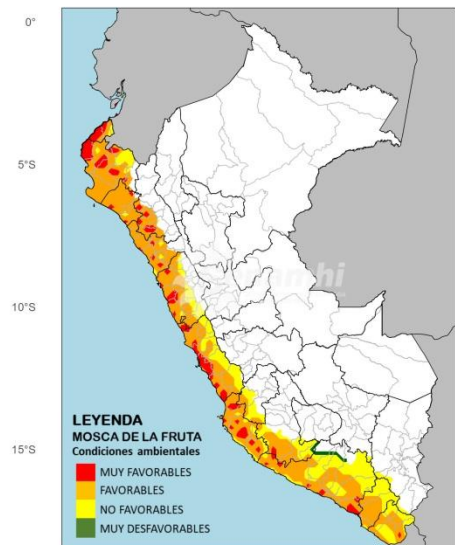 0°
5°S
10°S
15°S
LEYENDA
MOSCA DE LA FRUTA
Condiciones ambientales
MUY FAVORABLES
FAVORABLES
NO FAVORABLES
MUY DESFAVORABLES